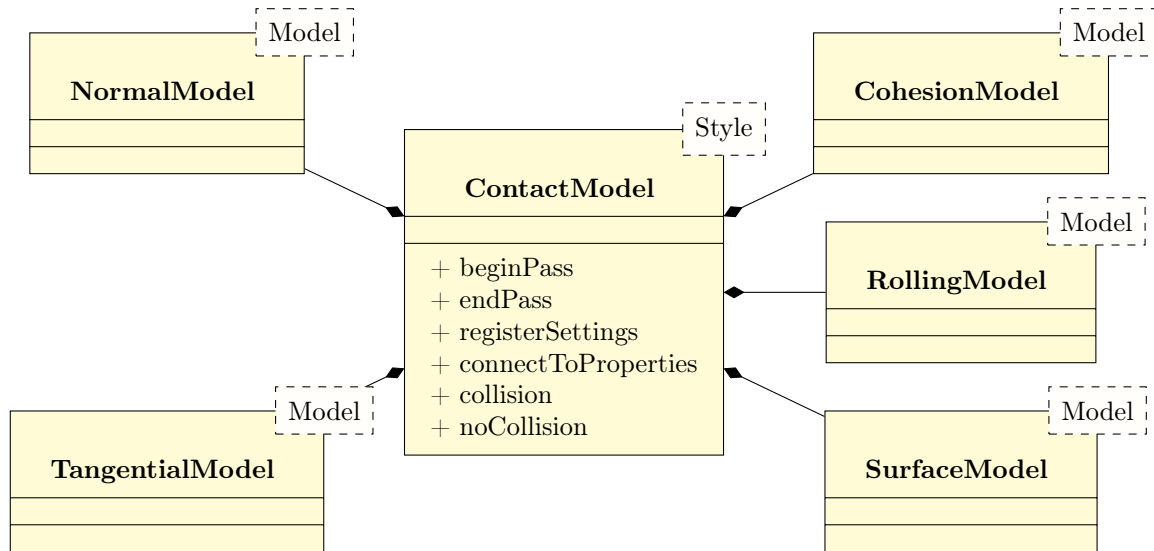 Model
NormalModel
Model
CohesionModel
Style
ContactModel
+ beginPass
+ endPass
+ registerSettings
+ connectToProperties
+ collision
+ noCollision
Model
RollingModel
Model
TangentialModel
Model
SurfaceModel